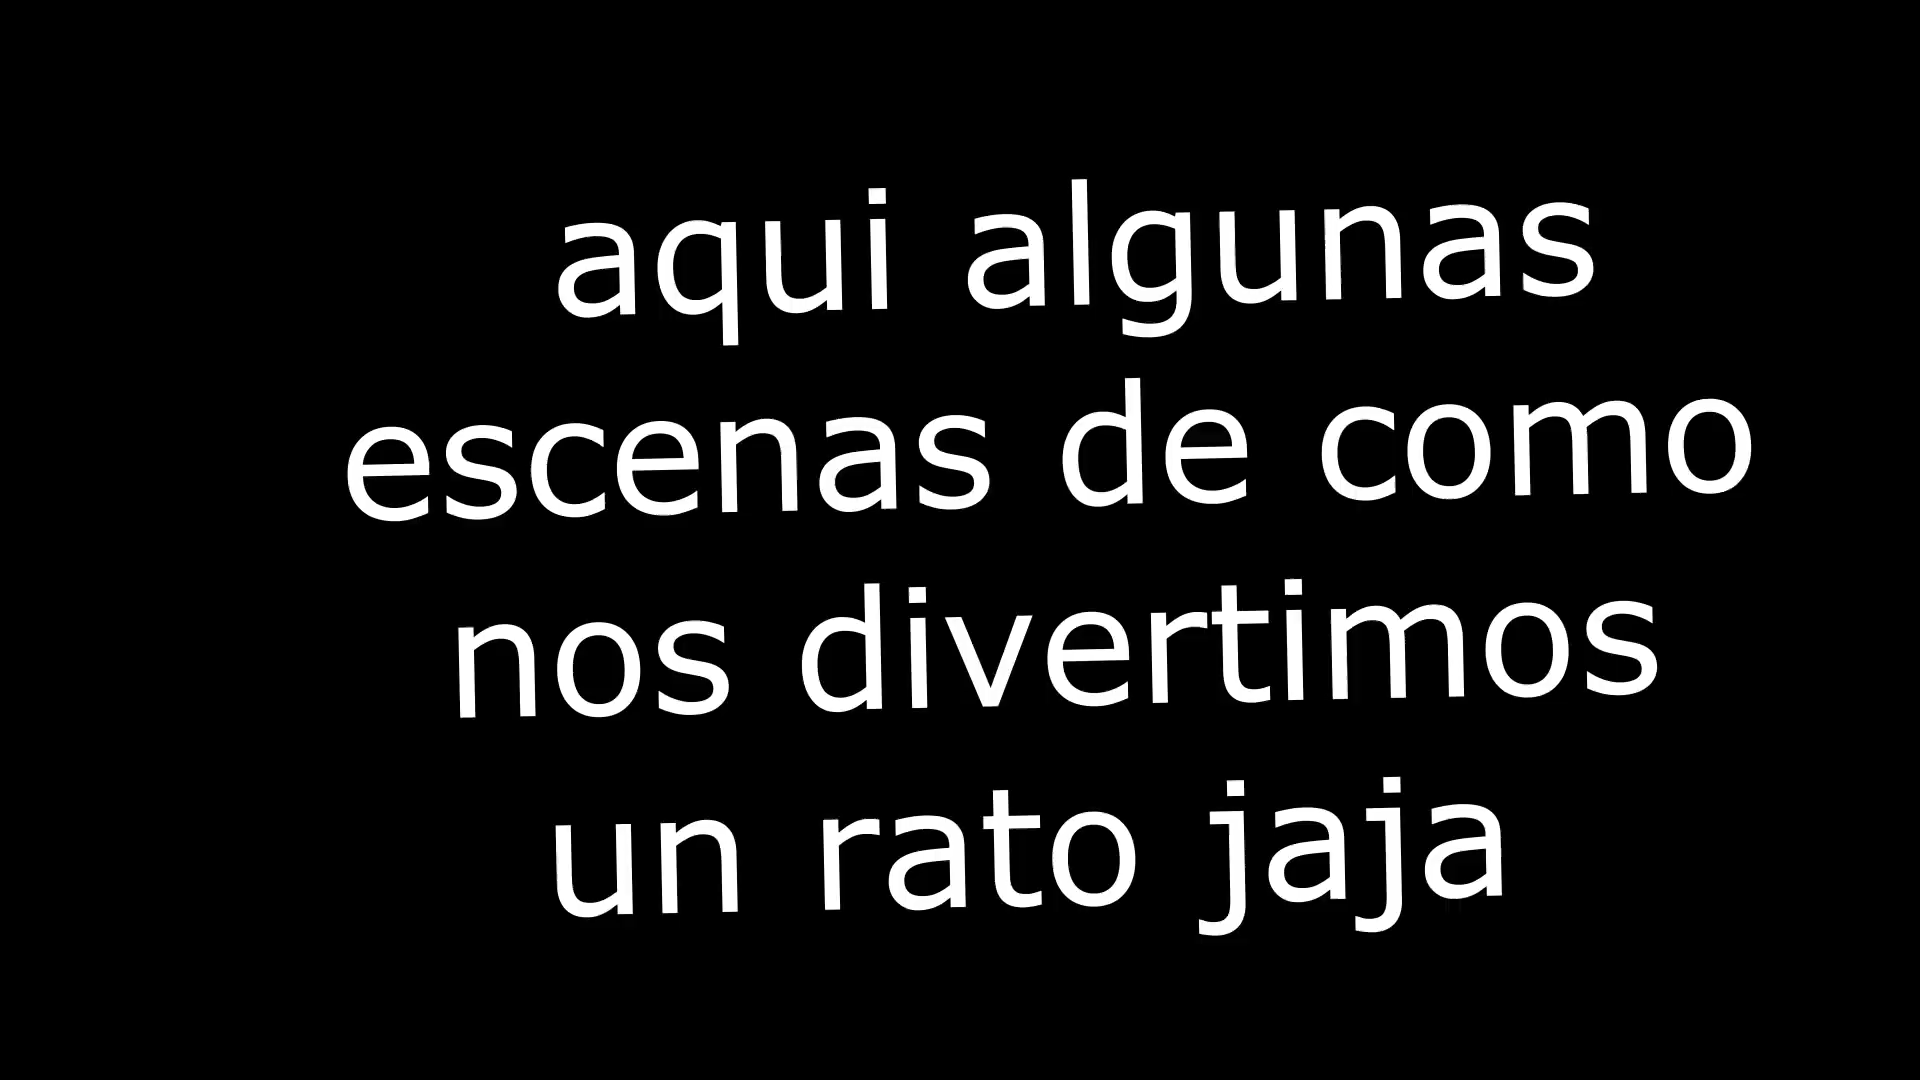 aqui algunas
escenas de como
nos divertimos
un rato jaja